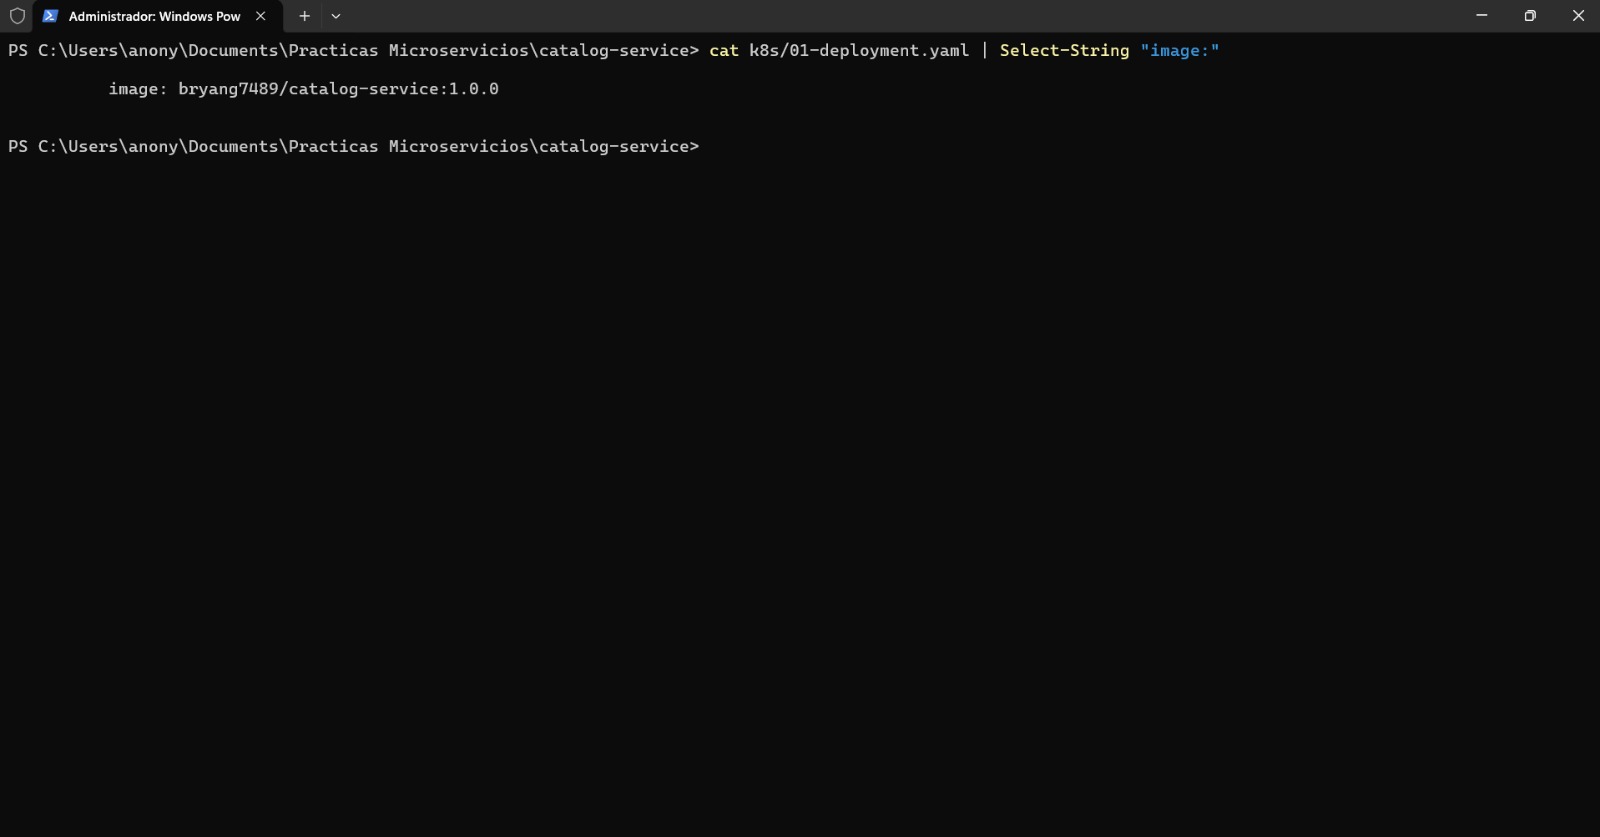 Administrador: Windows Pow
PS C:\Users\anony\Documents\Practicas Microservicios\catalog-service> cat k8s/01-deployment.yaml | Select-String "image:"
image: bryang7489/catalog-service:1.0.0
PS C:\Users\anony\Documents\Practicas Microservicios\catalog-service>